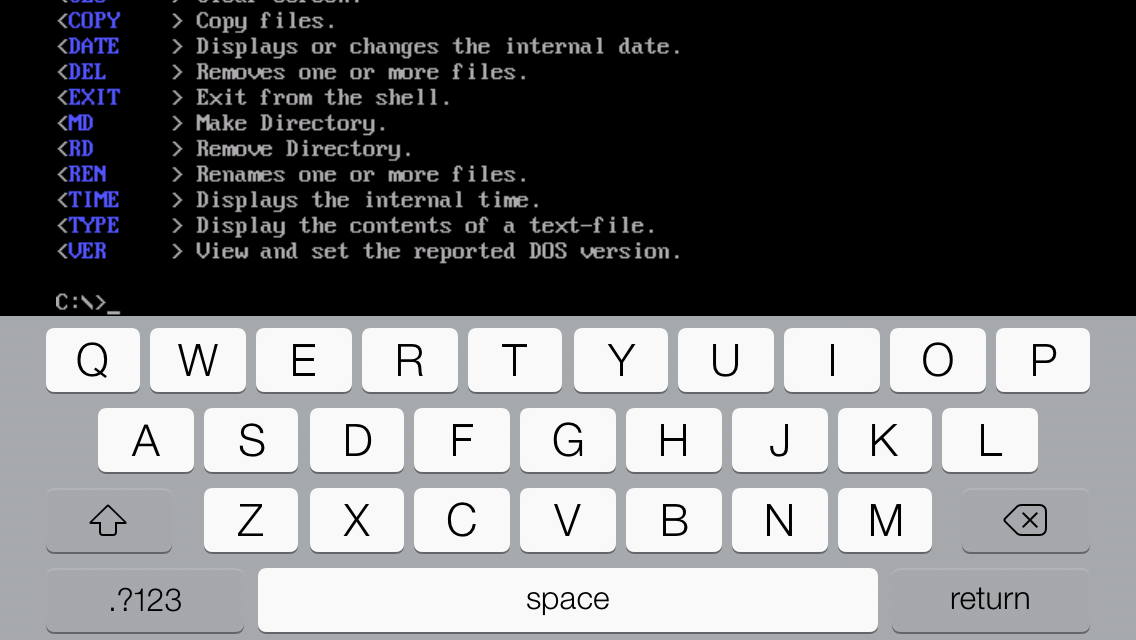 <COPY > Copy files.
<DATE > Displays or changes the internal date.
<DEL > Removes one or more files.
<EXIT > Exit from the shell.
<MD > Make Directory.
<RD > Remove Directory.
<REN > Renames one or more files.
<TIME > Displays the internal time.
<TYPE > Display the contents of a text-file.
<VER > View and set the reported DOS version.
C:\>_
Q W E R T Y U I O P
A S D F G H J K L
Z X C V B N M
.?123 space return